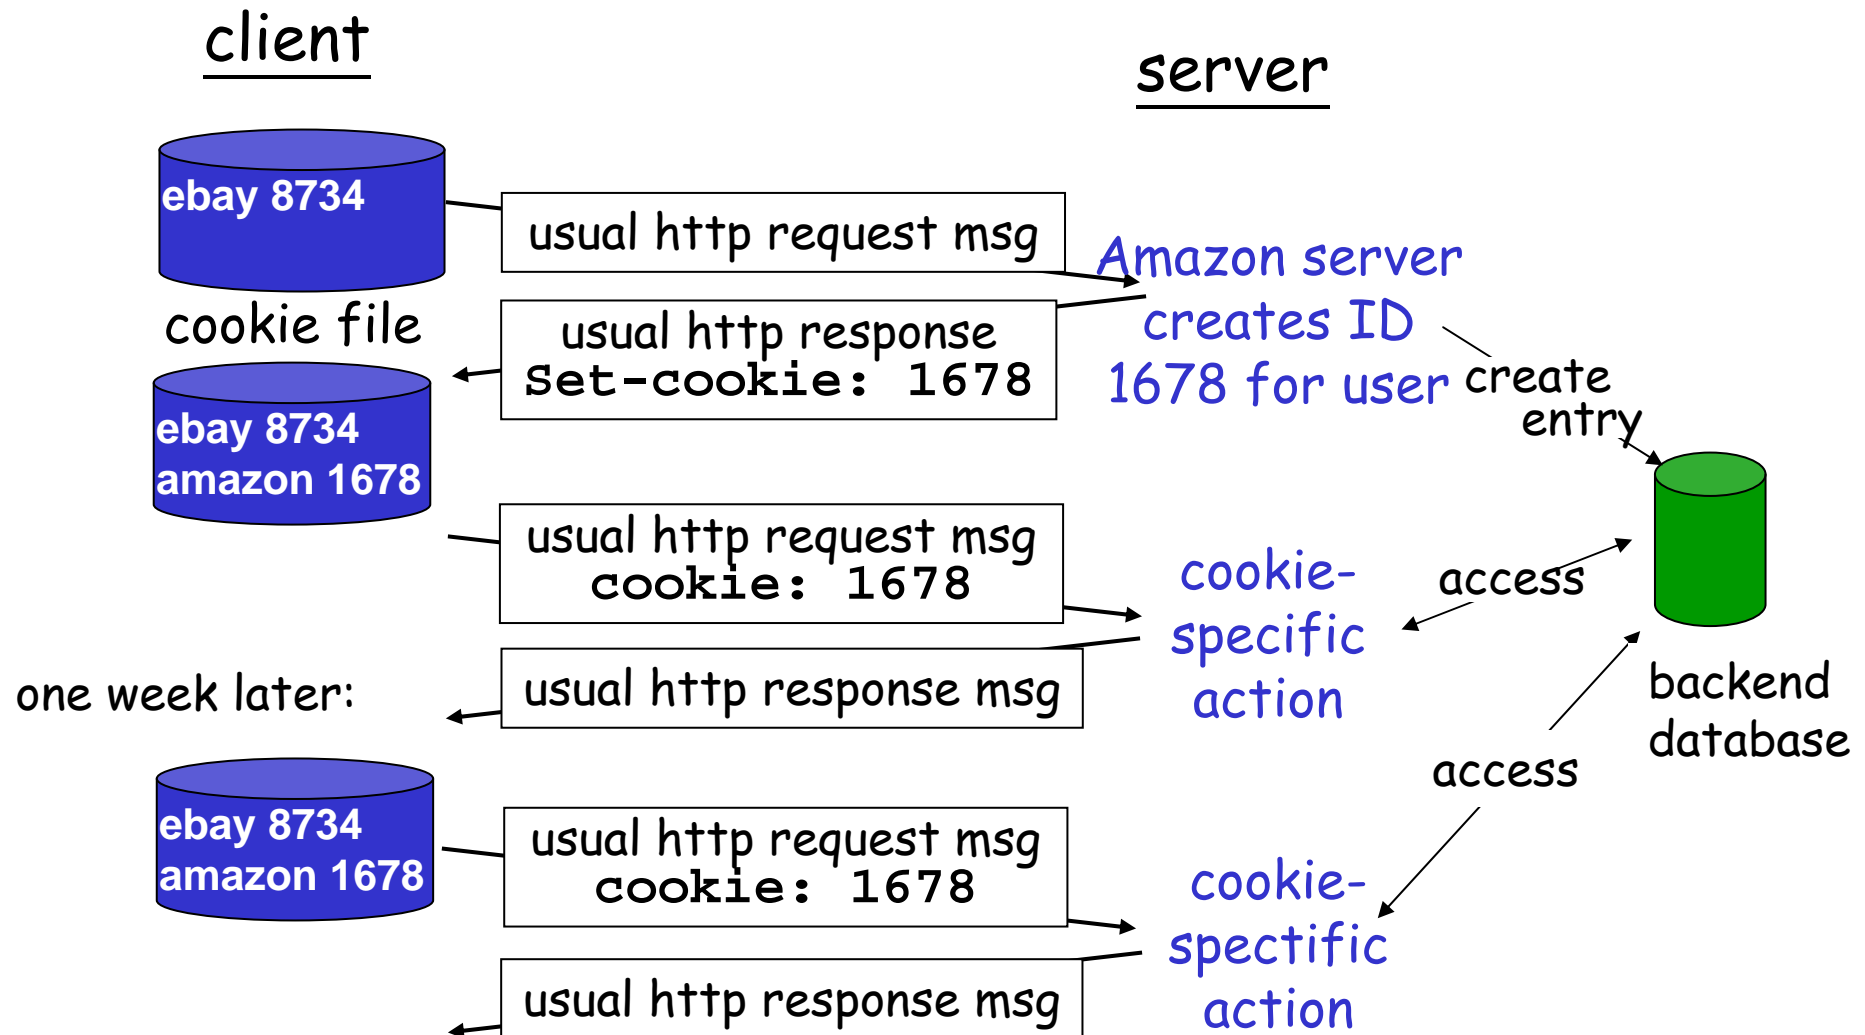 client
server
ebay 8734
usual http request msg
cookie file
Amazon server
creates ID
1678 for user
usual http response
Set-cookie: 1678
create
entry
ebay 8734
amazon 1678
usual http request msg
cookie: 1678
cookie-
specific
action
access
usual http response msg
one week later:
backend
database
access
ebay 8734
amazon 1678
usual http request msg
cookie: 1678
cookie-
spectific
action
usual http response msg